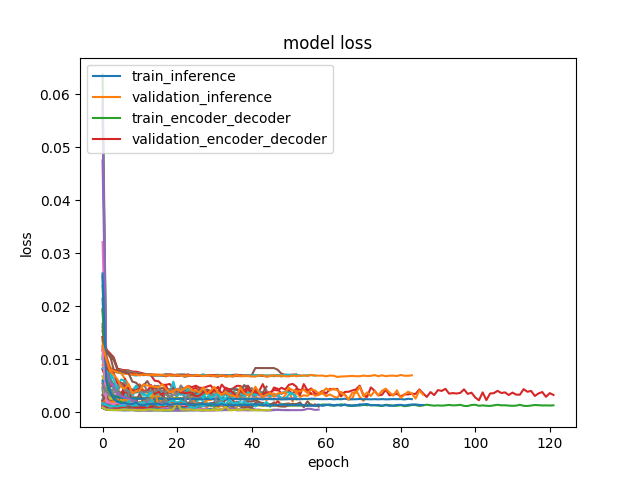 model loss
train_inference
validation_inference
train_encoder_decoder
validation_encoder_decoder
0.06
0.05
0.04
0.03
0.02
0.01
0.00
loss
0
20
40
60
80
100
120
epoch